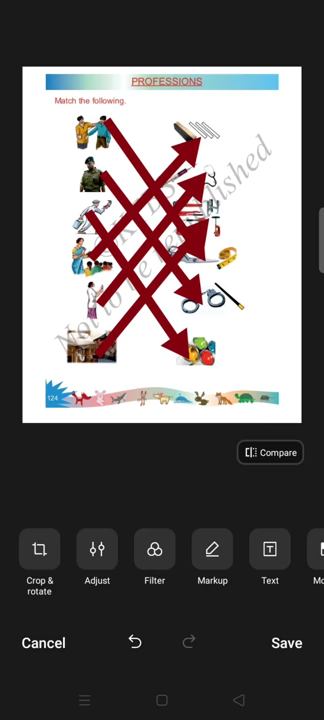 PROFESSIONS
Match the following.
Not to be republished
124
Compare
Crop & rotate
Adjust
Filter
Markup
Text
Cancel
Save